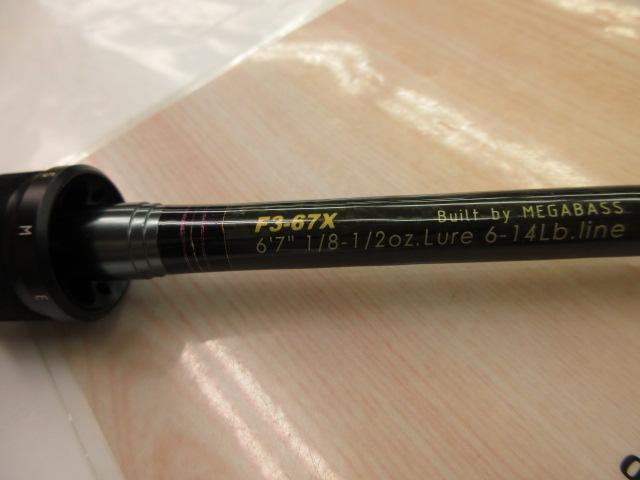 F3-67X
Built by MEGABASS
6'7" 1/8-1/2oz.Lure 6-14Lb.line
M
E